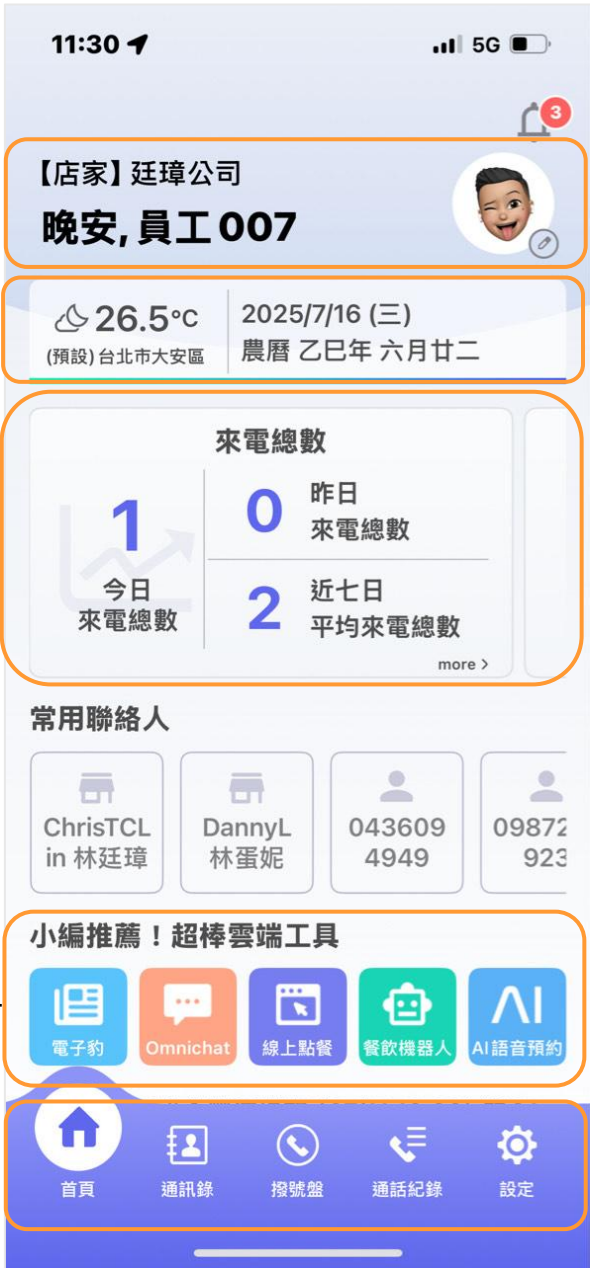 11:30
5G
3
【店家】廷璋公司
晚安, 員工007
26.5°C
(預設) 台北市大安區
2025/7/16 (三)
農曆 乙巳年 六月廿二
來電總數
1
今日
來電總數
0
昨日
來電總數
2
近七日
平均來電總數
more >
常用聯絡人
ChrisTCL
in 林廷璋
DannyL
林蛋妮
043609
4949
09872
923
小編推薦！超棒雲端工具
電子豹
Omnichat
線上點餐
餐飲機器人
AI
AI語音預約
首頁
通訊錄
撥號盤
通話紀錄
設定